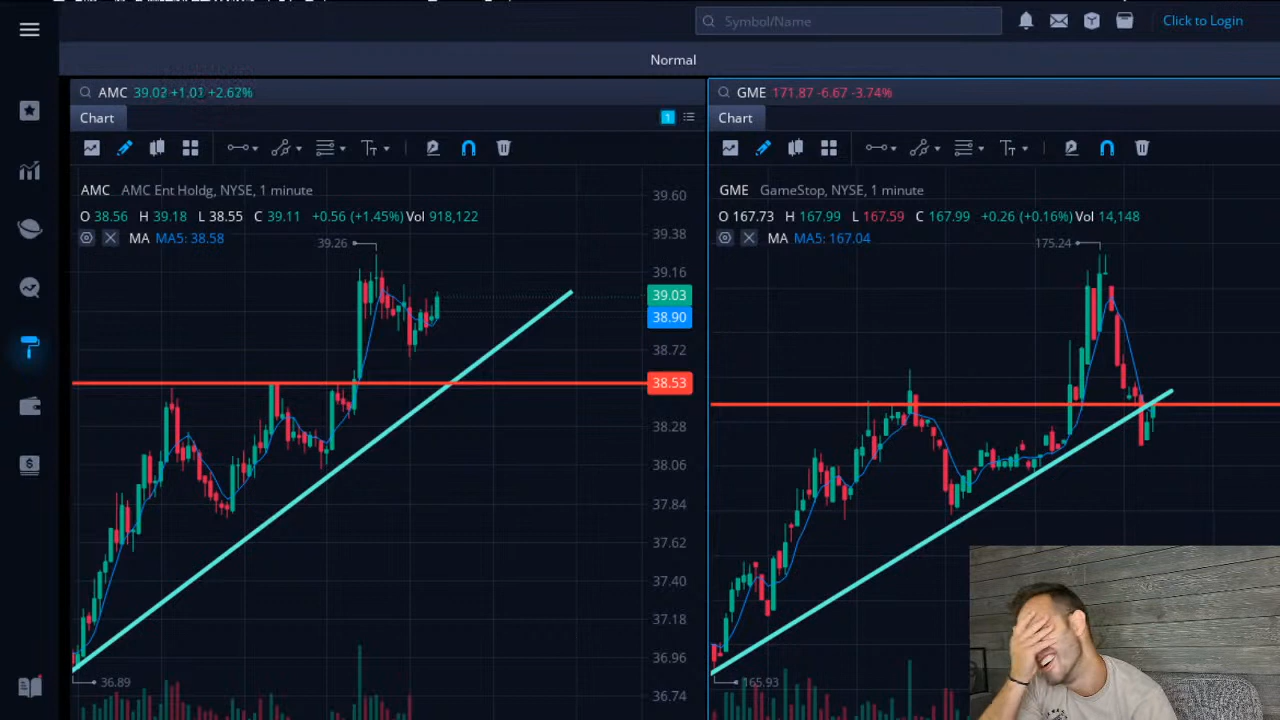 Symbol/Name
Click to Login
Normal
AMC 39.03 +1.01 +2.62%
Chart
1
Tт
AMC AMC Ent Holdg, NYSE, 1 minute
O 38.56 H 39.18 L 38.55 C 39.11 +0.56 (+1.45%) Vol 918,122
MA MA5: 38.58
39.26
39.60
39.38
39.16
39.03
38.90
38.72
38.53
38.28
38.06
37.84
37.62
37.40
37.18
36.96
36.74
36.89
GME 171.87 -6.67 -3.74%
Chart
Tт
GME GameStop, NYSE, 1 minute
O 167.73 H 167.99 L 167.59 C 167.99 +0.26 (+0.16%) Vol 14,148
MA MA5: 167.04
175.24
165.93